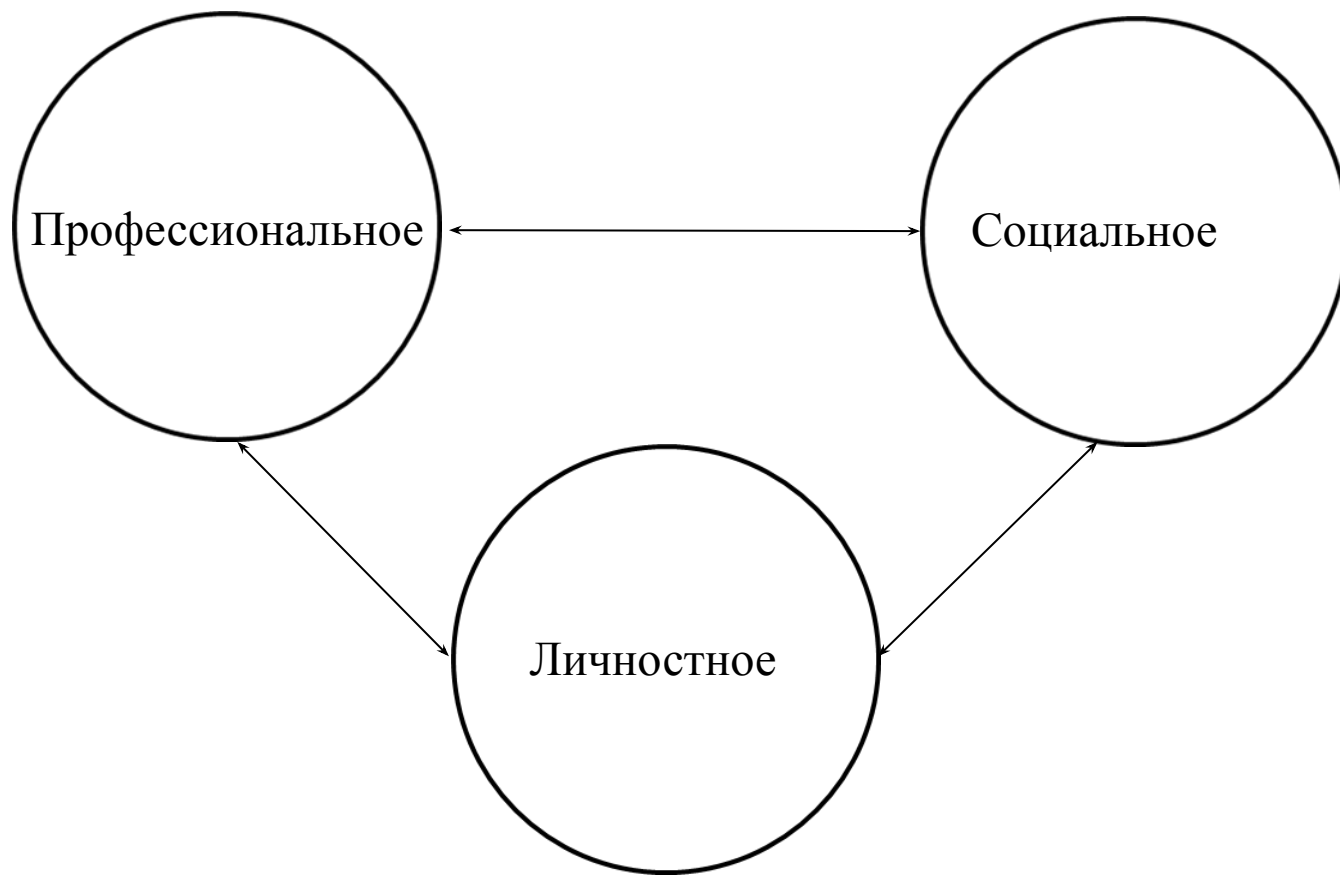 Профессиональное
Социальное
Личностное